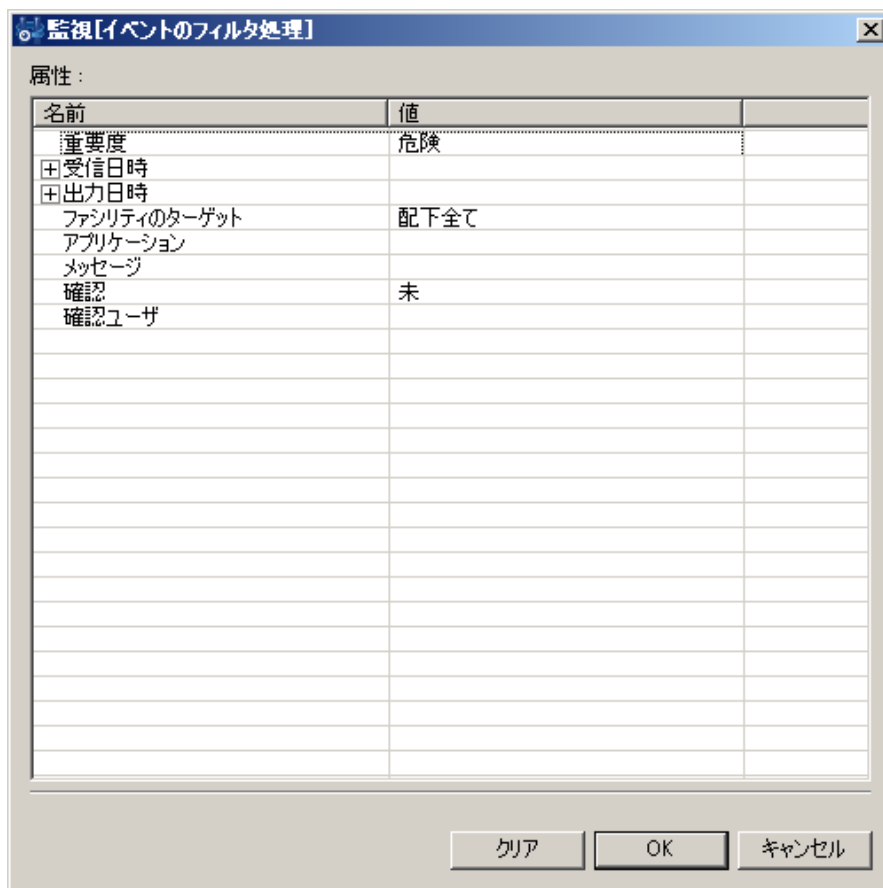 監視[イベントのフィルタ処理]
属性：
名前 値
重要度 危険
受信日時
出力日時
ファシリティのターゲット 配下全て
アプリケーション
メッセージ
確認 未
確認ユーザ
クリア OK キャンセル